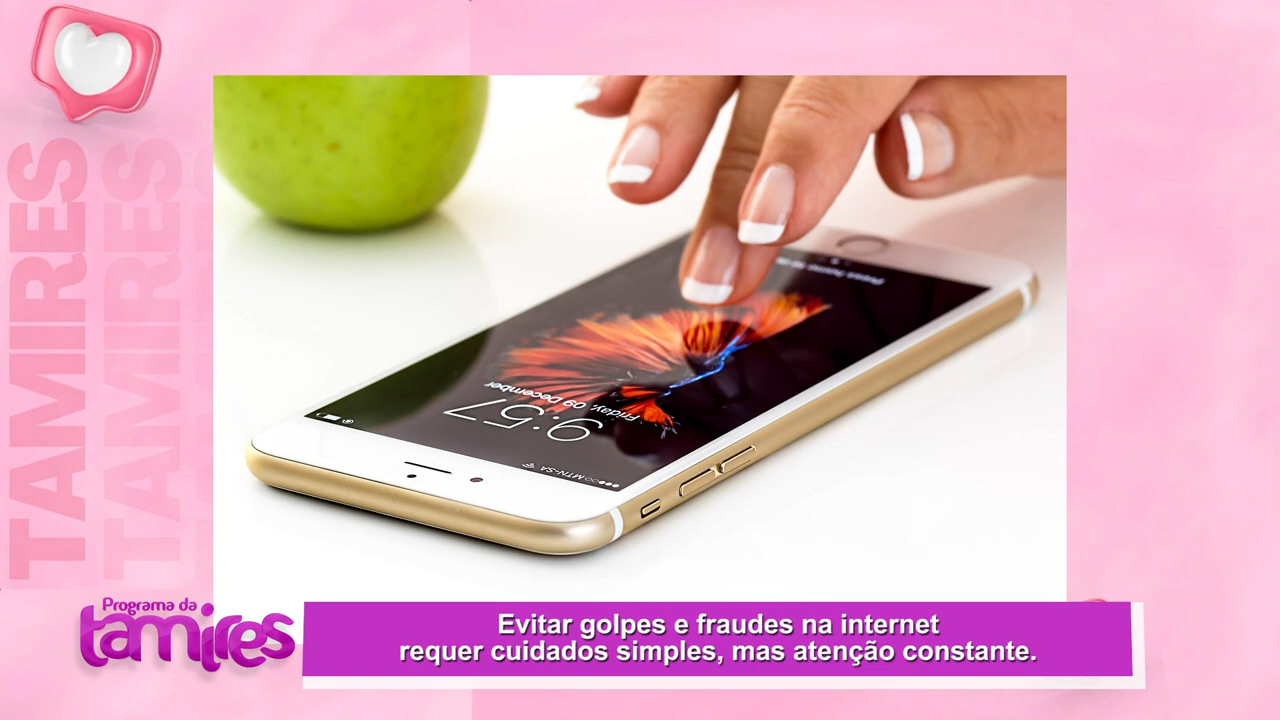 TAMIRES
TAMIRES
9:57
Friday, 09 December
MTN-SA
Programa da
tamires
Evitar golpes e fraudes na internet
requer cuidados simples, mas atenção constante.